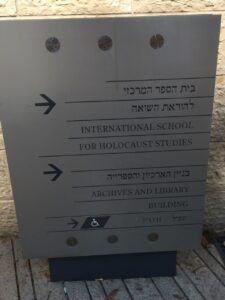 בית הספר המרכזי
להוראת השואה
INTERNATIONAL SCHOOL
FOR HOLOCAUST STUDIES
בניין הארכיון והספרייה
ARCHIVES AND LIBRARY
BUILDING